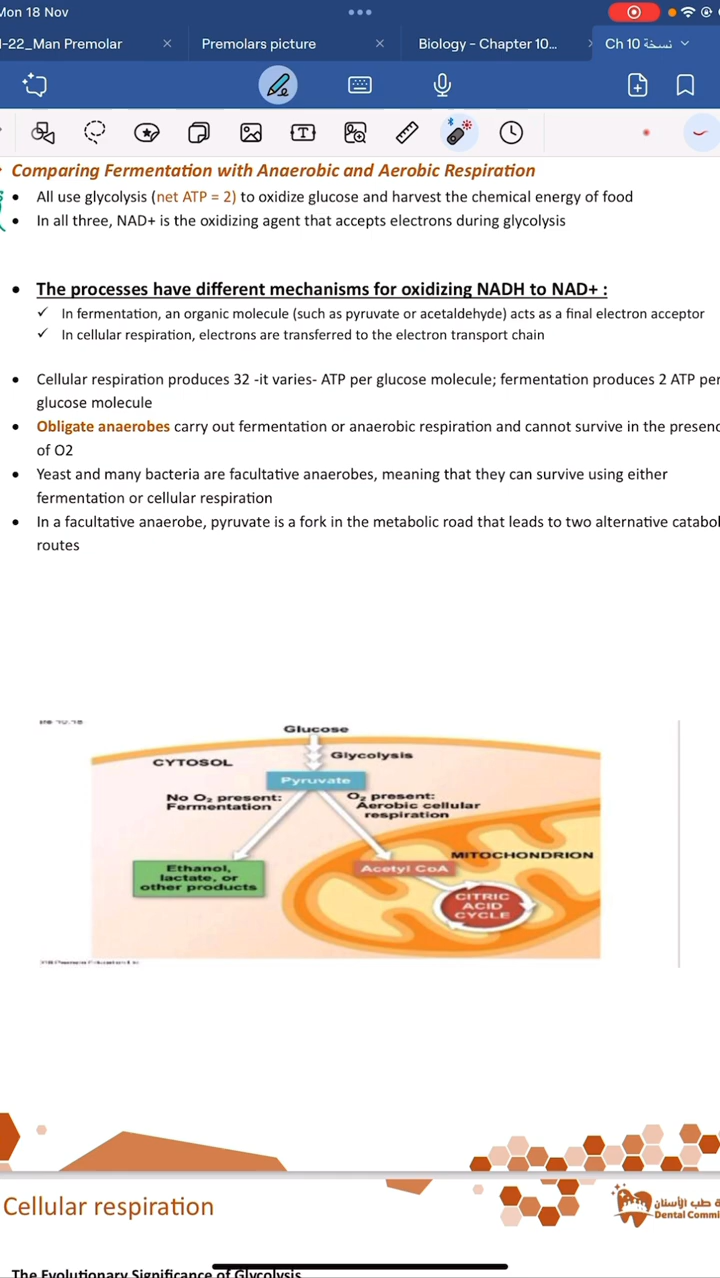 Mon 18 Nov
-22_Man Premolar
Premolars picture
Biology - Chapter 10...
Ch 10 نسخة
Comparing Fermentation with Anaerobic and Aerobic Respiration
• All use glycolysis (net ATP = 2) to oxidize glucose and harvest the chemical energy of food
• In all three, NAD+ is the oxidizing agent that accepts electrons during glycolysis
• The processes have different mechanisms for oxidizing NADH to NAD+ :
✓ In fermentation, an organic molecule (such as pyruvate or acetaldehyde) acts as a final electron acceptor
✓ In cellular respiration, electrons are transferred to the electron transport chain
• Cellular respiration produces 32 -it varies- ATP per glucose molecule; fermentation produces 2 ATP per
glucose molecule
• Obligate anaerobes carry out fermentation or anaerobic respiration and cannot survive in the presenc
of O2
• Yeast and many bacteria are facultative anaerobes, meaning that they can survive using either
fermentation or cellular respiration
• In a facultative anaerobe, pyruvate is a fork in the metabolic road that leads to two alternative catabol
routes
Glucose
CYTOSOL
Glycolysis
Pyruvate
No O₂ present:
Fermentation
O₂ present:
Aerobic cellular
respiration
MITOCHONDRION
Ethanol,
lactate, or
other products
Acetyl CoA
CITRIC
ACID
CYCLE
Cellular respiration
طب الأسنان
Dental Commi
The Evolutionary Significance of Glycolysis